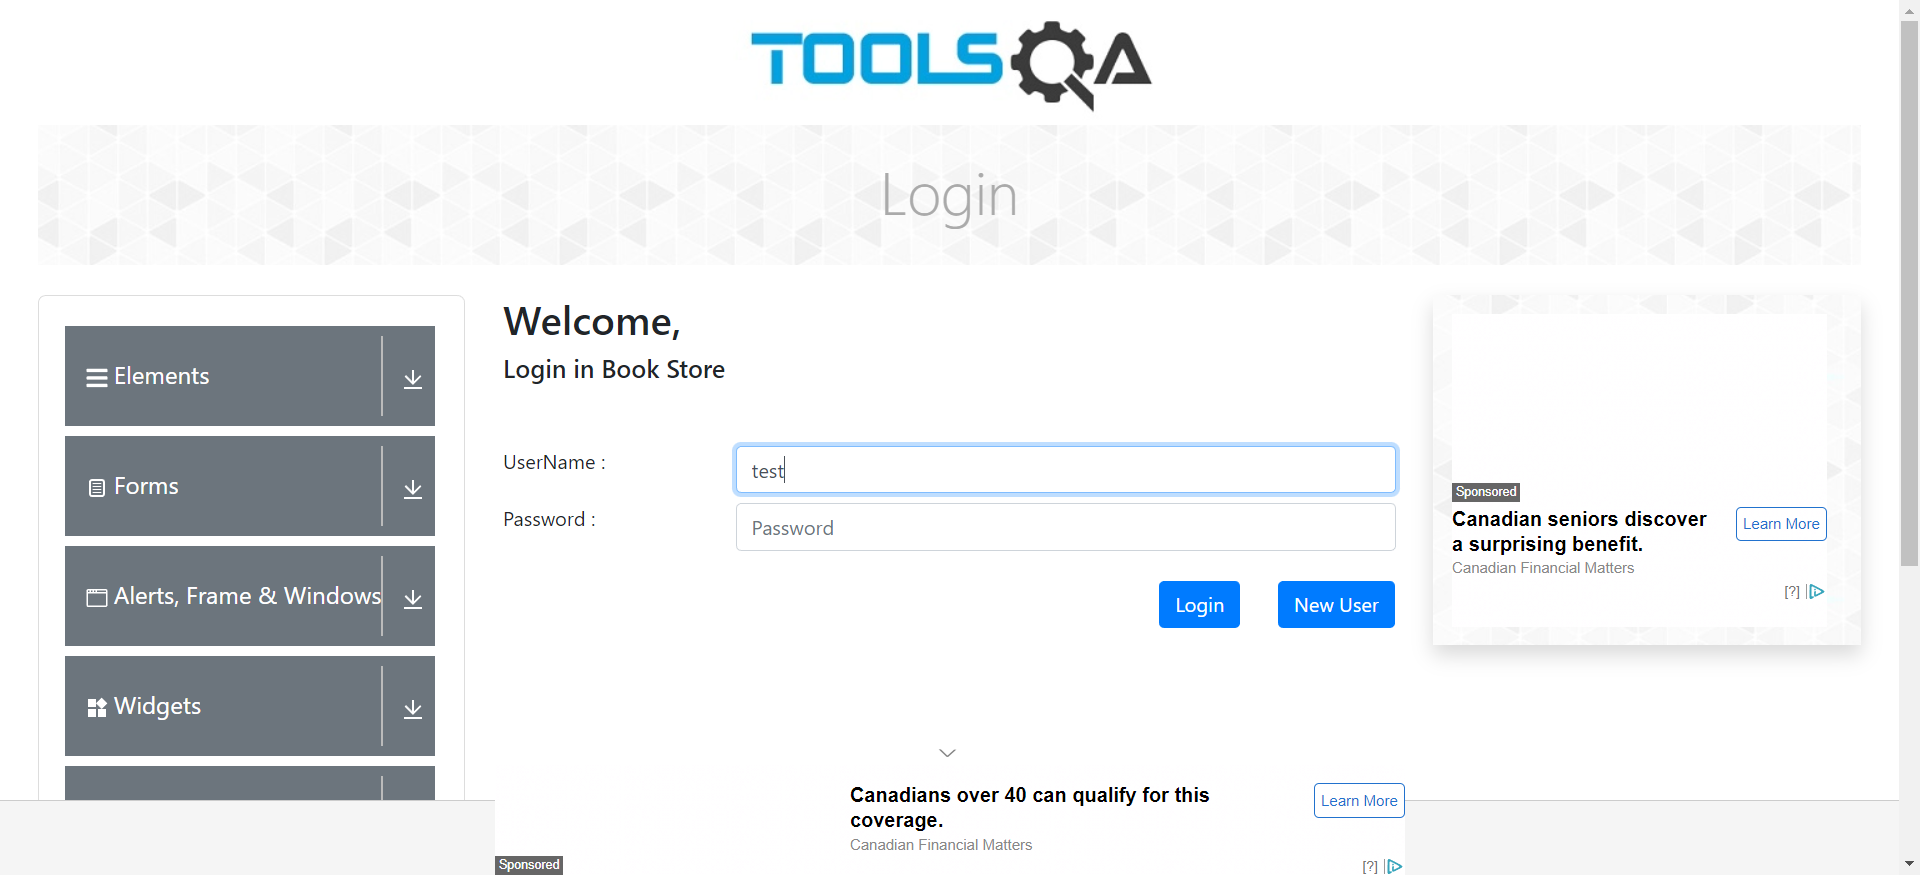 TOOLSQA
Login
Elements
Forms
Alerts, Frame & Windows
Widgets
Welcome,
Login in Book Store
UserName :
test
Password :
Password
Login
New User
Sponsored
Canadian seniors discover
a surprising benefit.
Canadian Financial Matters
Learn More
[?]
Canadians over 40 can qualify for this
coverage.
Canadian Financial Matters
Learn More
Sponsored
[?]